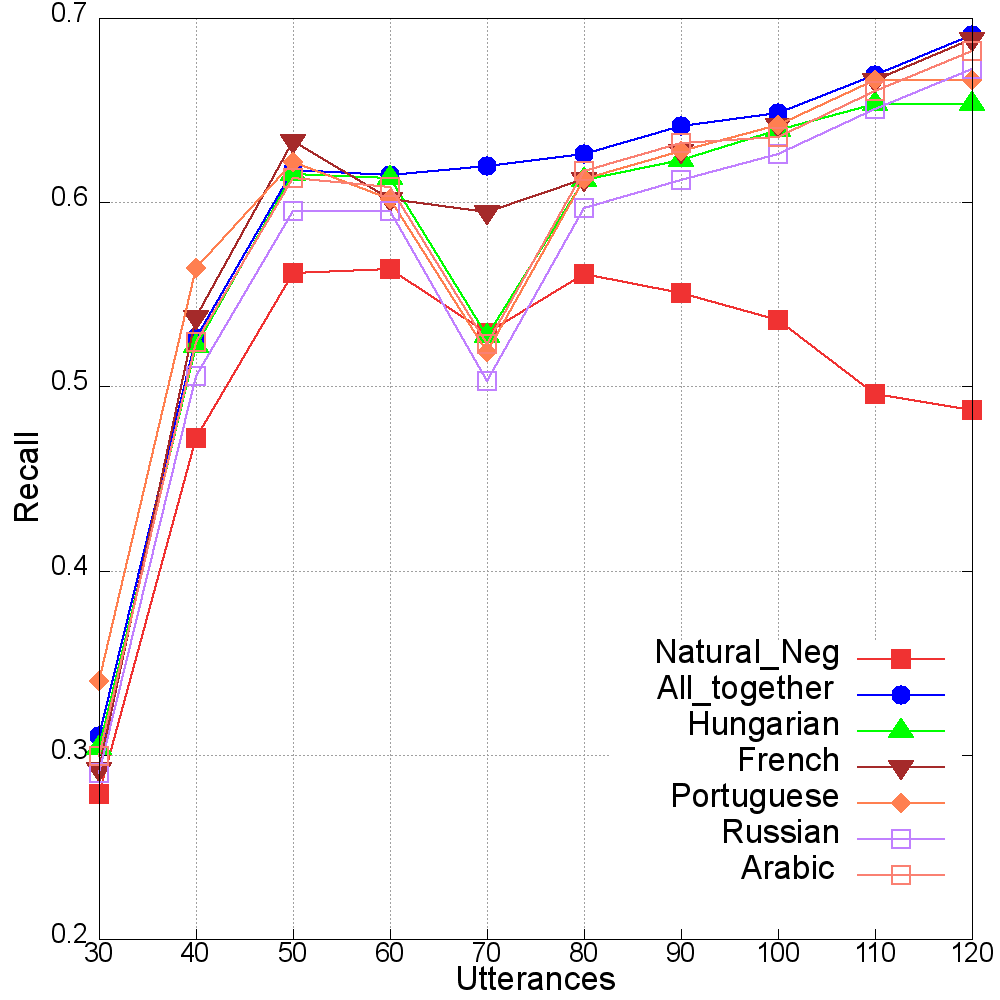 0.7
0.6
0.5
0.4
0.3
0.2
Recall
30 40 50 60 70 80 90 100 110 120
Utterances
Natural_Neg
All_together
Hungarian
French
Portuguese
Russian
Arabic